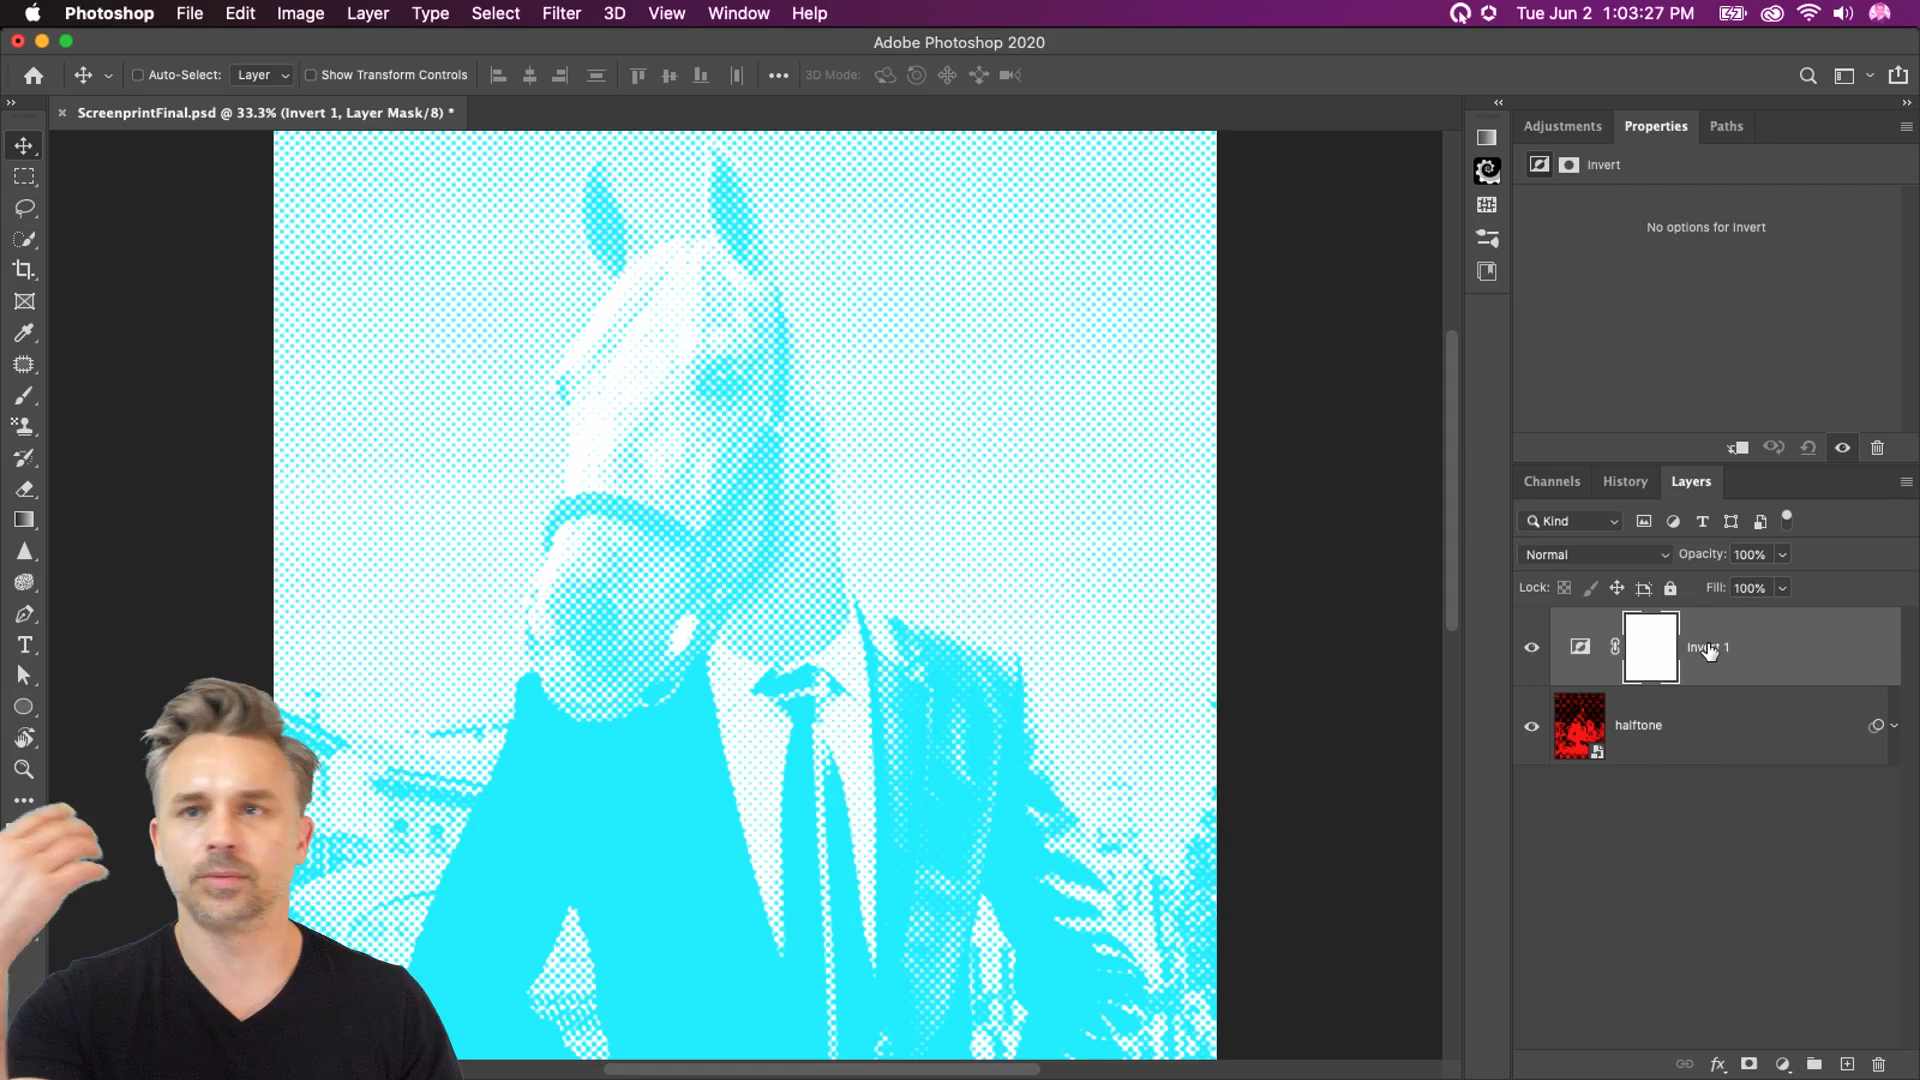 Photoshop File Edit Image Layer Type Select Filter 3D View Window Help Tue Jun 2 1:03:27 PM
Adobe Photoshop 2020
Auto-Select: Layer Show Transform Controls 3D Mode:
ScreenprintFinal.psd @ 33.3% (Invert 1, Layer Mask/8) *
Adjustments Properties Paths
Invert
No options for Invert
Channels History Layers
Kind
Normal Opacity: 100%
Lock: Fill: 100%
Invert 1
halftone